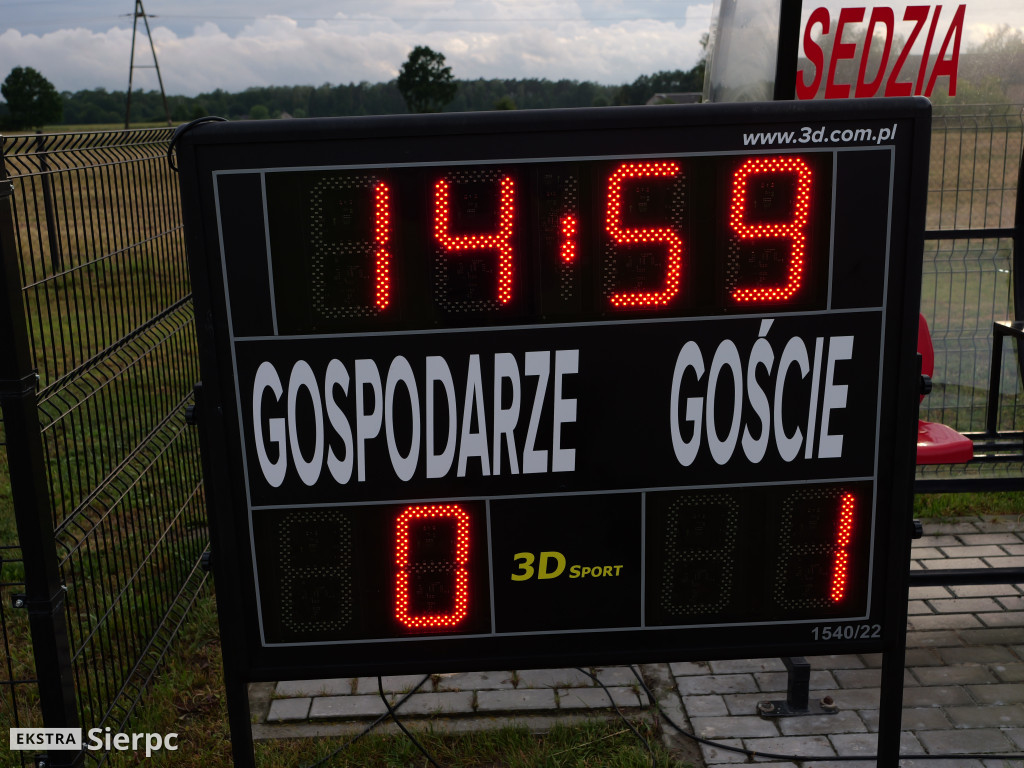 SEDZIA
www.3d.com.pl
14:59
GOSPODARZE GOŚCIE
0 3D SPORT 1
1540/22
EKSTRA Sierpc